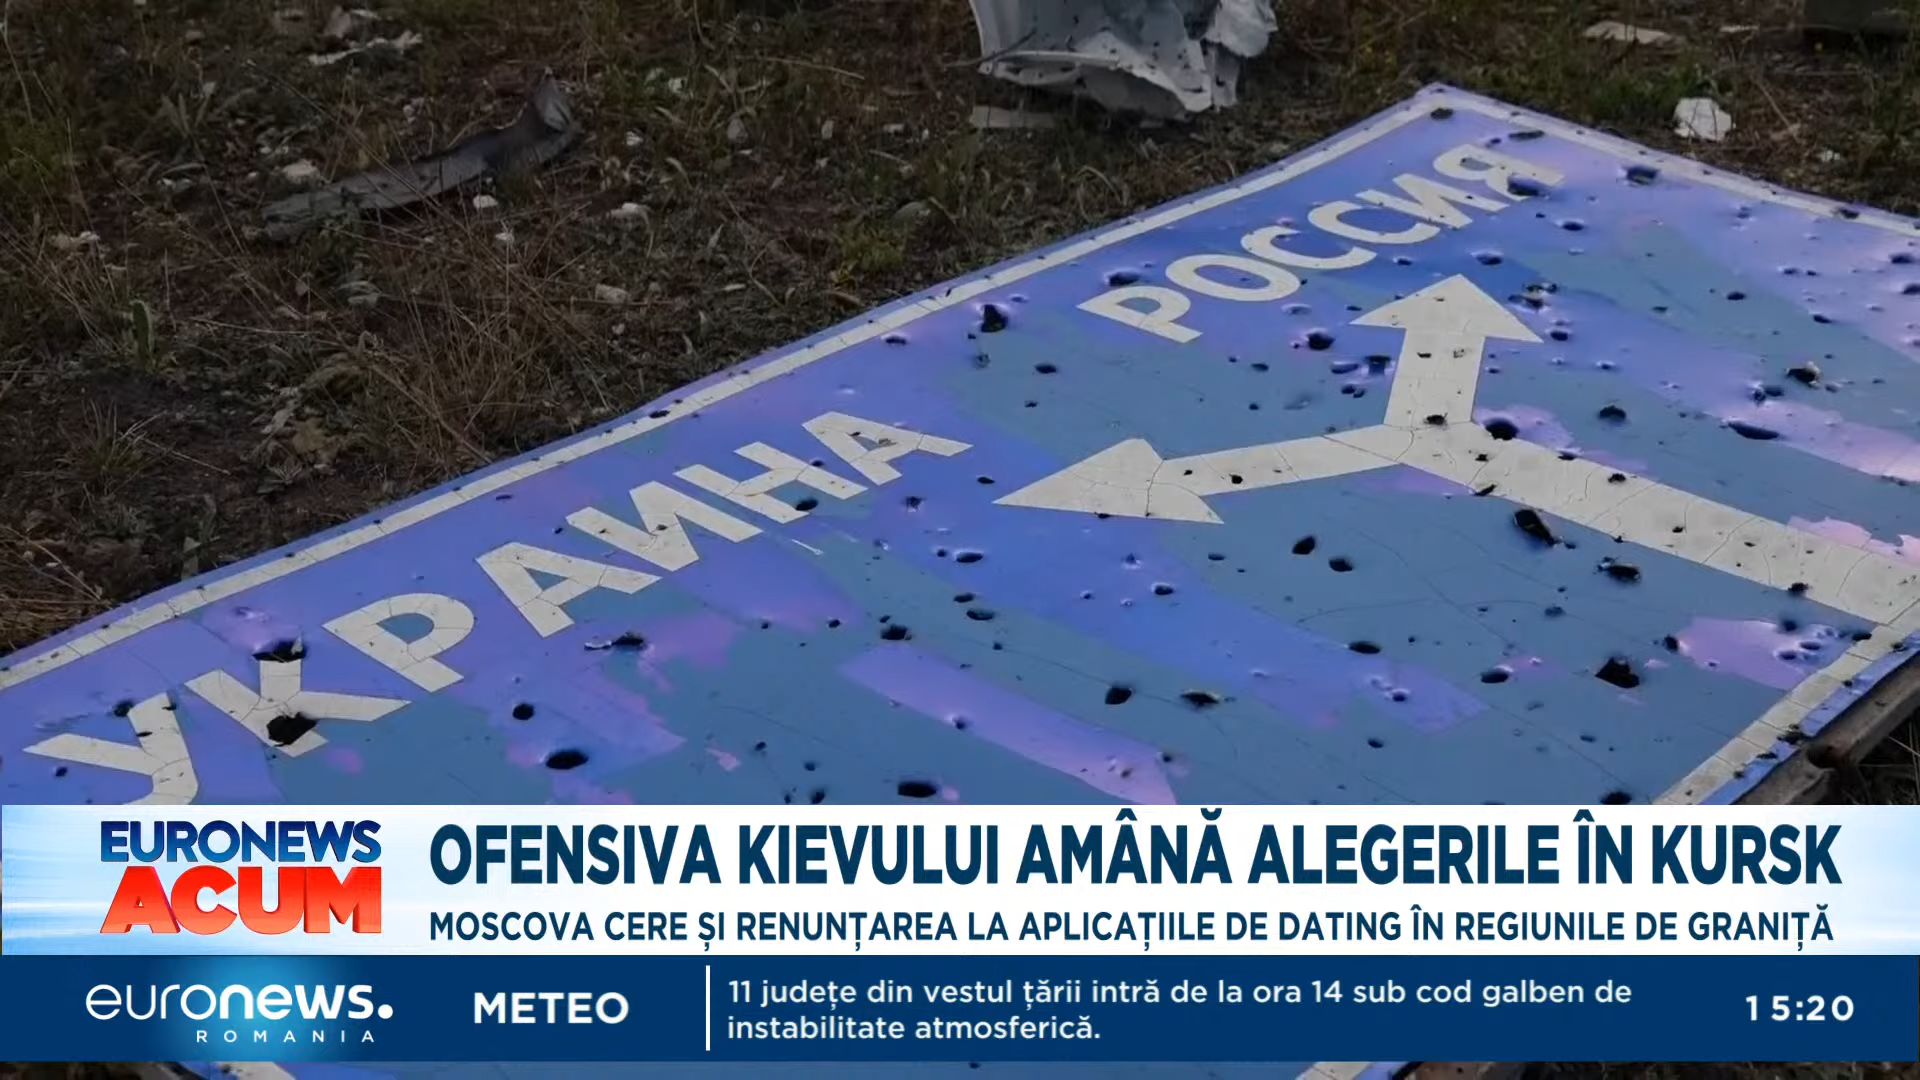 РОССИЯ
УКРАИНА
EURONEWS
ACUM
OFENSIVA KIEVULUI AMÂNĂ ALEGERILE ÎN KURSK
MOSCOVA CERE ȘI RENUNȚAREA LA APLICAȚIILE DE DATING ÎN REGIUNILE DE GRANIȚĂ
euronews.
ROMANIA
METEO
11 județe din vestul țării intră de la ora 14 sub cod galben de
instabilitate atmosferică.
15:20